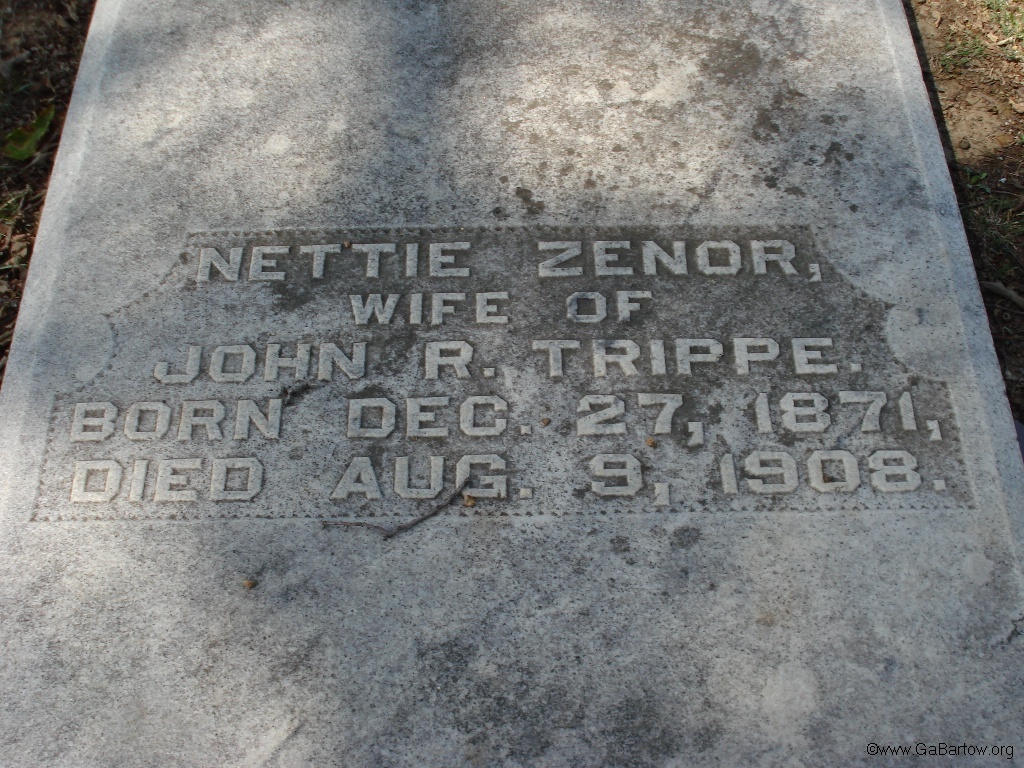 NETTIE ZENOR,
WIFE OF
JOHN R. TRIPPE.
BORN DEC. 27, 1871,
DIED AUG. 9, 1908.
©www.GaBartow.org